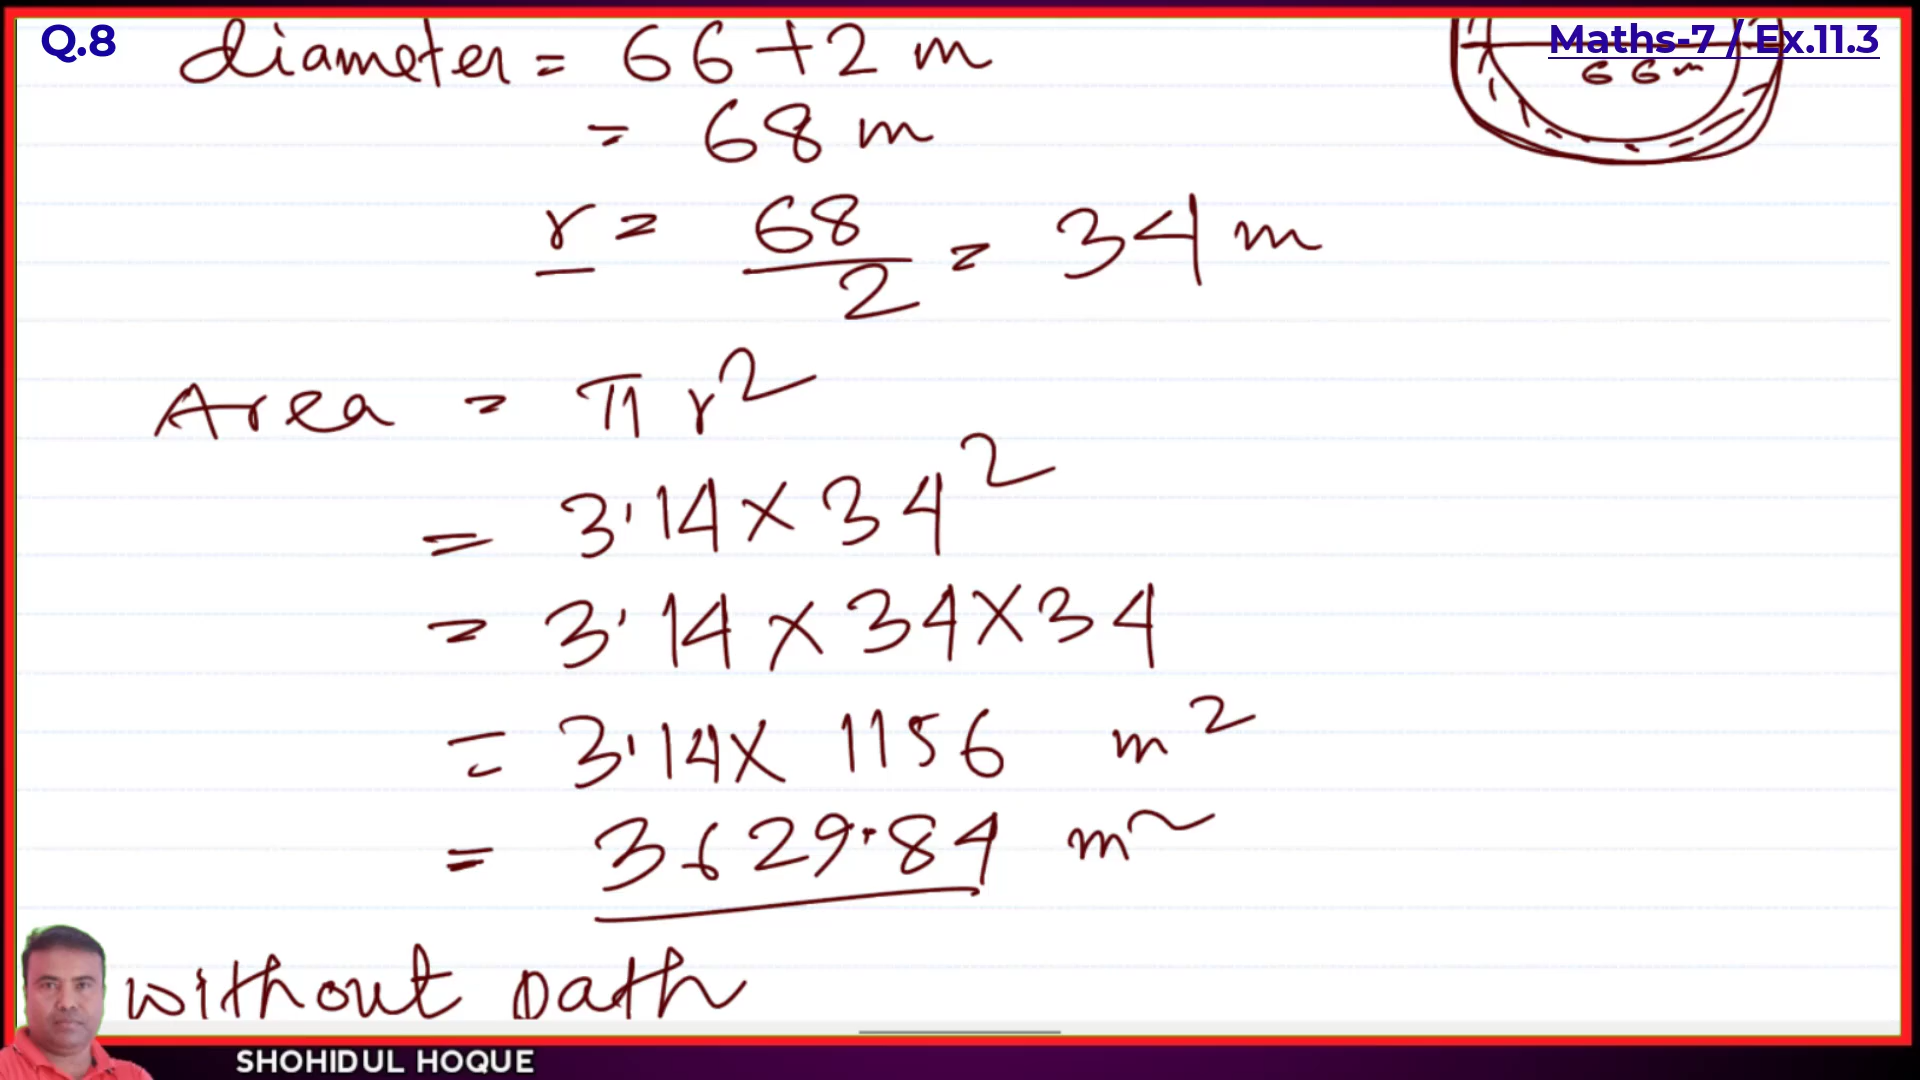 Q.8
Maths-7 / Ex.11.3
diameter = 66+2 m
66m
= 68 m
r = 68/2 = 34 m
Area = π r²
= 3.14 × 34²
= 3.14 × 34 × 34
= 3.14 × 1156 m²
= 3629.84 m²
without path
SHOHIDUL HOQUE